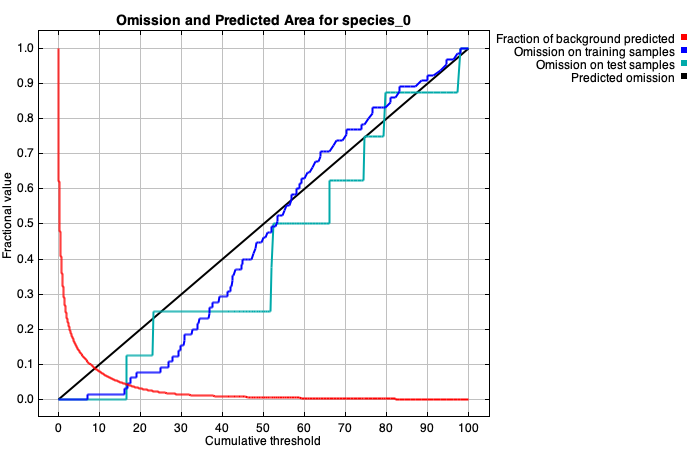 Omission and Predicted Area for species_0
Fraction of background predicted
Omission on training samples
Omission on test samples
Predicted omission
Fractional value
1.0
0.9
0.8
0.7
0.6
0.5
0.4
0.3
0.2
0.1
0.0
0 10 20 30 40 50 60 70 80 90 100
Cumulative threshold